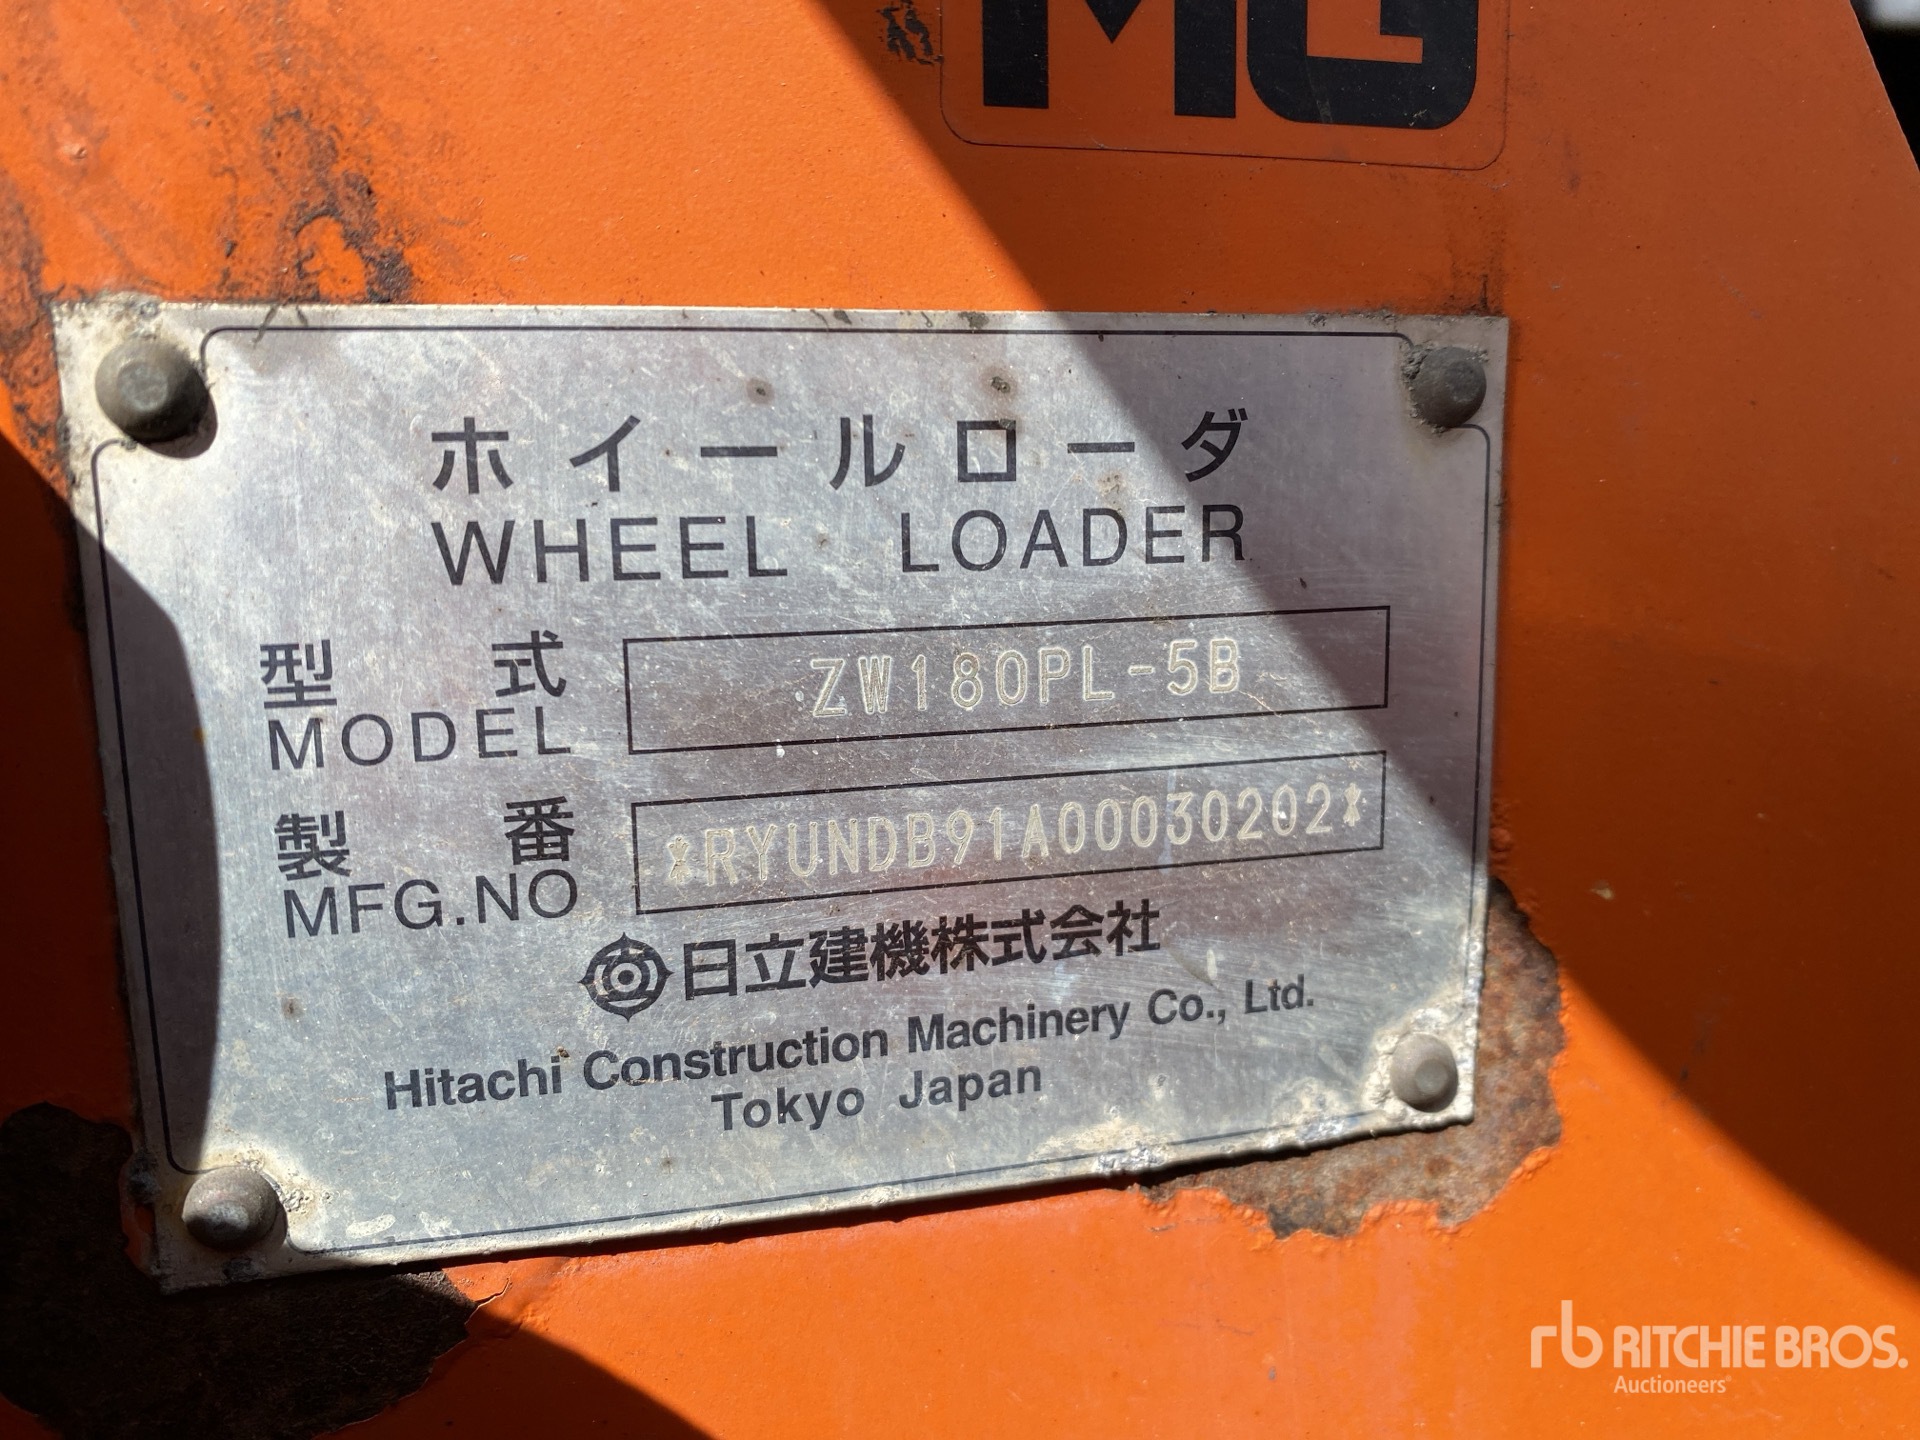 MG
ホイールローダ
WHEEL LOADER
型式 ZW180PL-5B
MODEL
製番 *RYUNDB91A00030202*
MFG.NO
日立建機株式会社
Hitachi Construction Machinery Co., Ltd.
Tokyo Japan
rb RITCHIE BROS.
Auctioneers